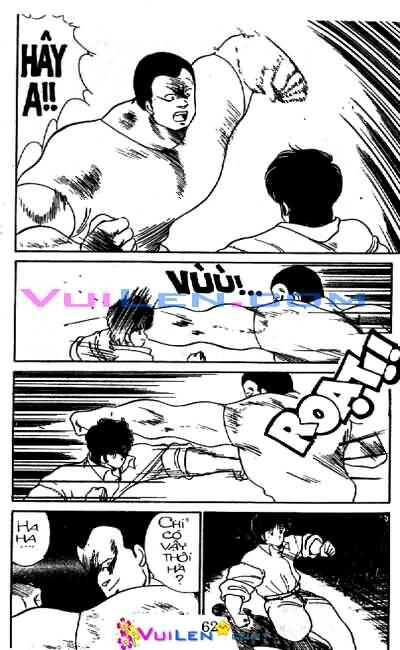 HÂY
A!!
VÙÙ!...
VUILEN.COM
ROẠT!!
HA
HA
....
CHỈ
CÓ
VẬY
THÔI
HẢ
?
62
VUILEN